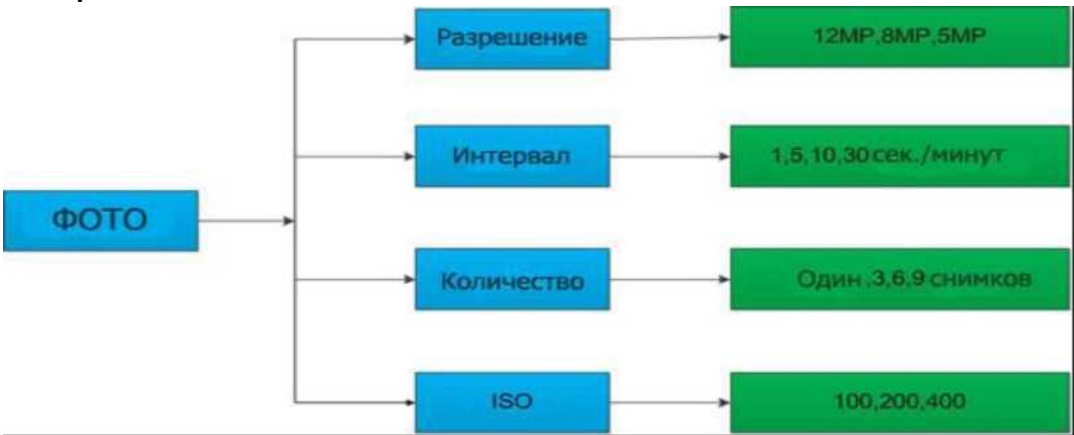 ФОТО
Разрешение
12MP,8MP,5MP
Интервал
1,5,10,30 сек./минут
Количество
Один ,3,6,9 снимков
ISO
100,200,400